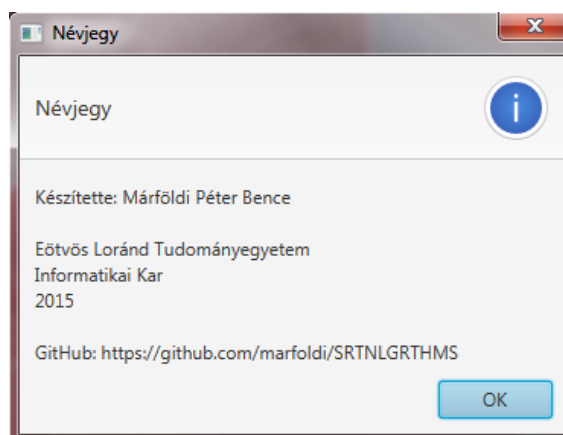 Névjegy
Névjegy
Készítette: Márföldi Péter Bence
Eötvös Loránd Tudományegyetem
Informatikai Kar
2015
GitHub: https://github.com/marfoldi/SRTNLGRTHMS
OK